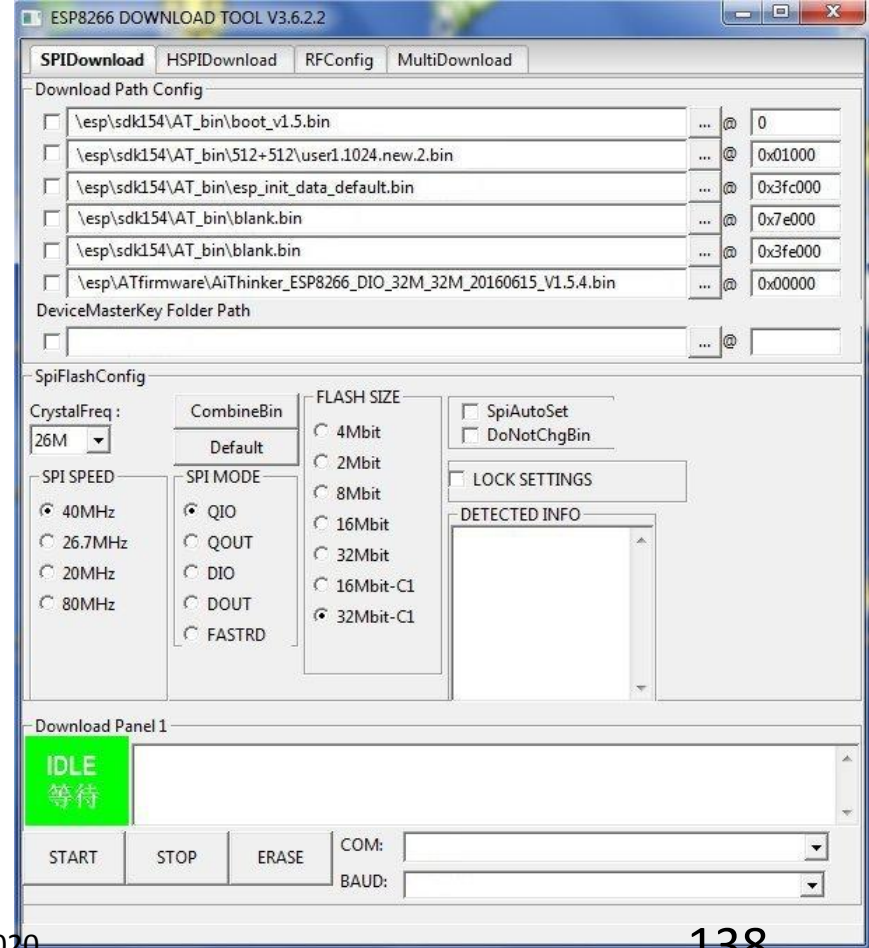 ESP8266 DOWNLOAD TOOL V3.6.2.2
SPIDownload HSPIDownload RFConfig MultiDownload
Download Path Config
\esp\sdk154\AT_bin\boot_v1.5.bin ... @ 0
\esp\sdk154\AT_bin\512+512\user1.1024.new.2.bin ... @ 0x01000
\esp\sdk154\AT_bin\esp_init_data_default.bin ... @ 0x3fc000
\esp\sdk154\AT_bin\blank.bin ... @ 0x7e000
\esp\sdk154\AT_bin\blank.bin ... @ 0x3fe000
\esp\ATfirmware\AiThinker_ESP8266_DIO_32M_32M_20160615_V1.5.4.bin ... @ 0x00000
DeviceMasterKey Folder Path
... @
SpiFlashConfig
CrystalFreq :
26M
CombineBin
Default
SPI SPEED
40MHz
26.7MHz
20MHz
80MHz
SPI MODE
QIO
QOUT
DIO
DOUT
FASTRD
FLASH SIZE
4Mbit
2Mbit
8Mbit
16Mbit
32Mbit
16Mbit-C1
32Mbit-C1
SpiAutoSet
DoNotChgBin
LOCK SETTINGS
DETECTED INFO
Download Panel 1
IDLE
等待
START STOP ERASE
COM:
BAUD:
138